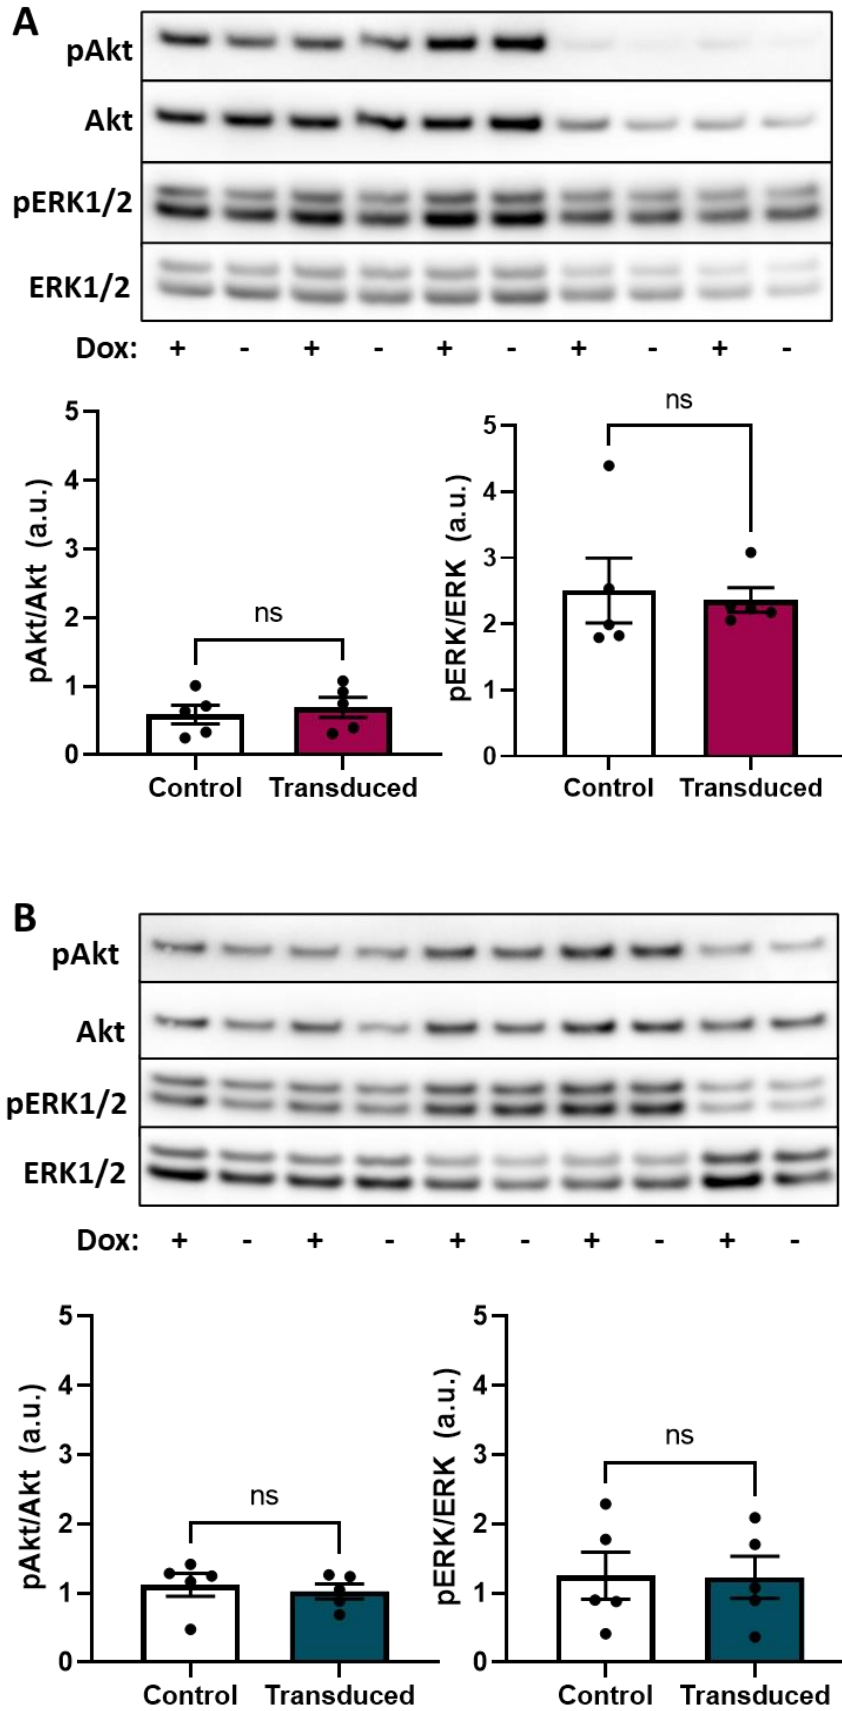 A
pAkt
Akt
pERK1/2
ERK1/2
Dox: + - + - + - + - + -
pAkt/Akt (a.u.)
5
4
3
2
1
0
ns
Control Transduced
pERK/ERK (a.u.)
5
4
3
2
1
0
ns
Control Transduced
B
pAkt
Akt
pERK1/2
ERK1/2
Dox: + - + - + - + - + -
pAkt/Akt (a.u.)
5
4
3
2
1
0
ns
Control Transduced
pERK/ERK (a.u.)
5
4
3
2
1
0
ns
Control Transduced